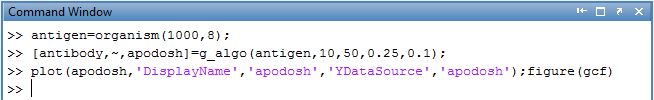 Command Window
>> antigen=organism(1000,8);
>> [antibody,~,apodosh]=g_algo(antigen,10,50,0.25,0.1);
>> plot(apodosh,'DisplayName','apodosh','YDataSource','apodosh');figure(gcf)
>>